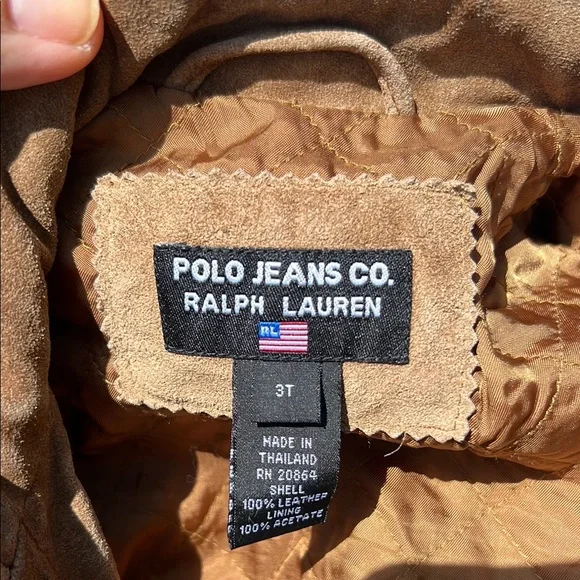 POLO JEANS CO.
RALPH LAUREN
RL
3T
MADE IN
THAILAND
RN 20864
SHELL
100% LEATHER
LINING
100% ACETATE